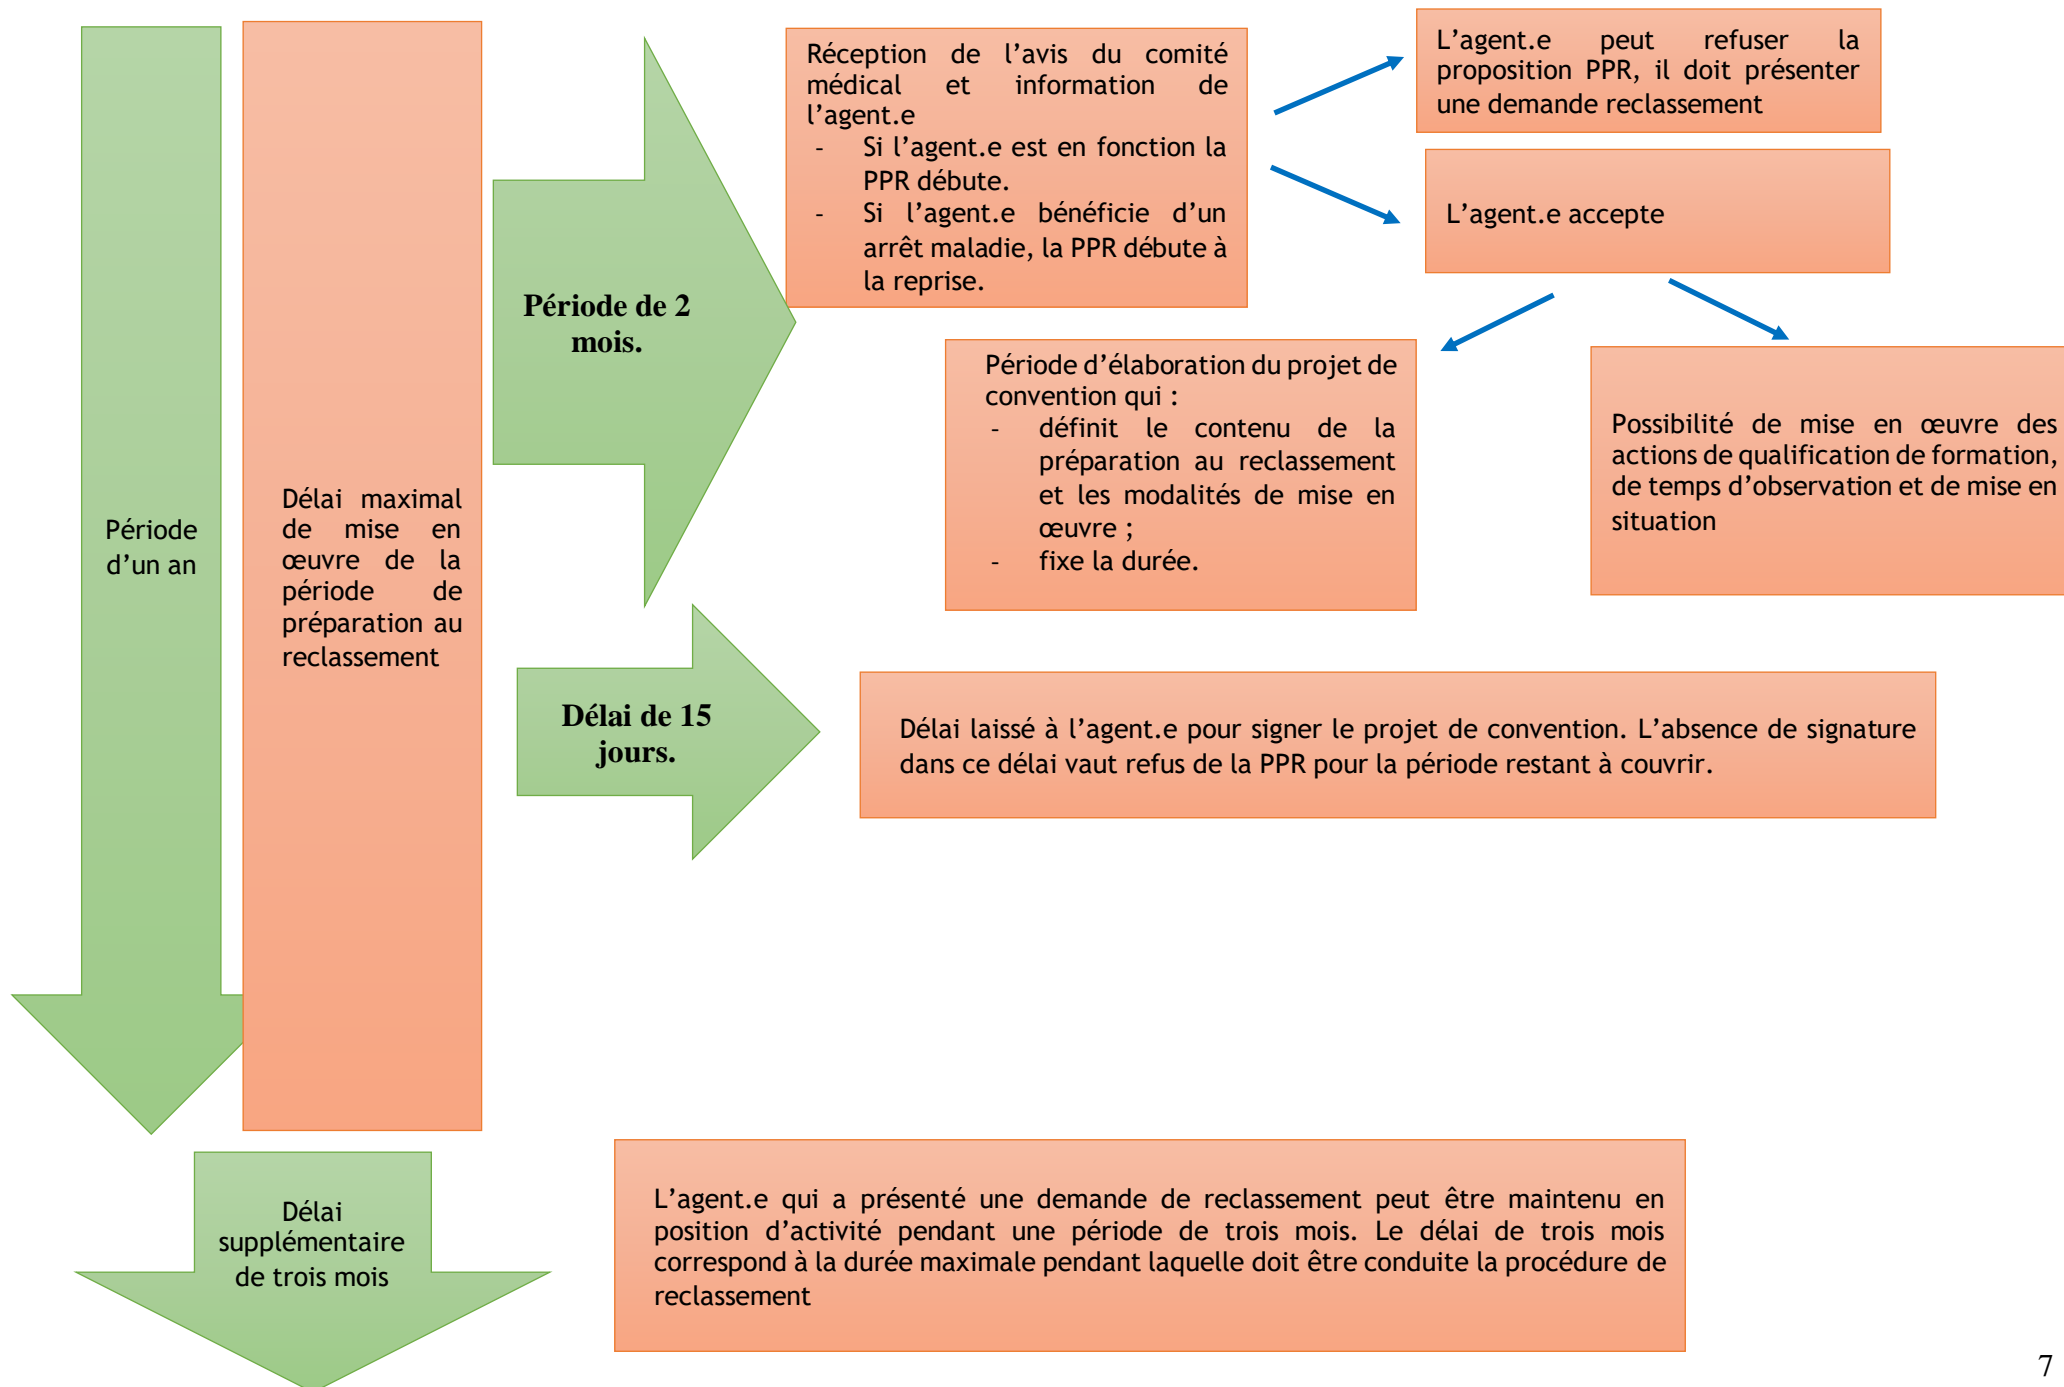 Période
d’un an
Délai maximal
de mise en
œuvre de la
période de
préparation au
reclassement
Période de 2
mois.
Réception de l’avis du comité
médical et information de
l’agent.e
- Si l’agent.e est en fonction la
PPR débute.
- Si l’agent.e bénéficie d’un
arrêt maladie, la PPR débute à
la reprise.
L’agent.e peut refuser la
proposition PPR, il doit présenter
une demande reclassement
L’agent.e accepte
Période d’élaboration du projet de
convention qui :
- définit le contenu de la
préparation au reclassement
et les modalités de mise en
œuvre ;
- fixe la durée.
Possibilité de mise en œuvre des
actions de qualification de formation,
de temps d’observation et de mise en
situation
Délai de 15
jours.
Délai laissé à l’agent.e pour signer le projet de convention. L’absence de signature
dans ce délai vaut refus de la PPR pour la période restant à couvrir.
Délai
supplémentaire
de trois mois
L’agent.e qui a présenté une demande de reclassement peut être maintenu en
position d’activité pendant une période de trois mois. Le délai de trois mois
correspond à la durée maximale pendant laquelle doit être conduite la procédure de
reclassement
7